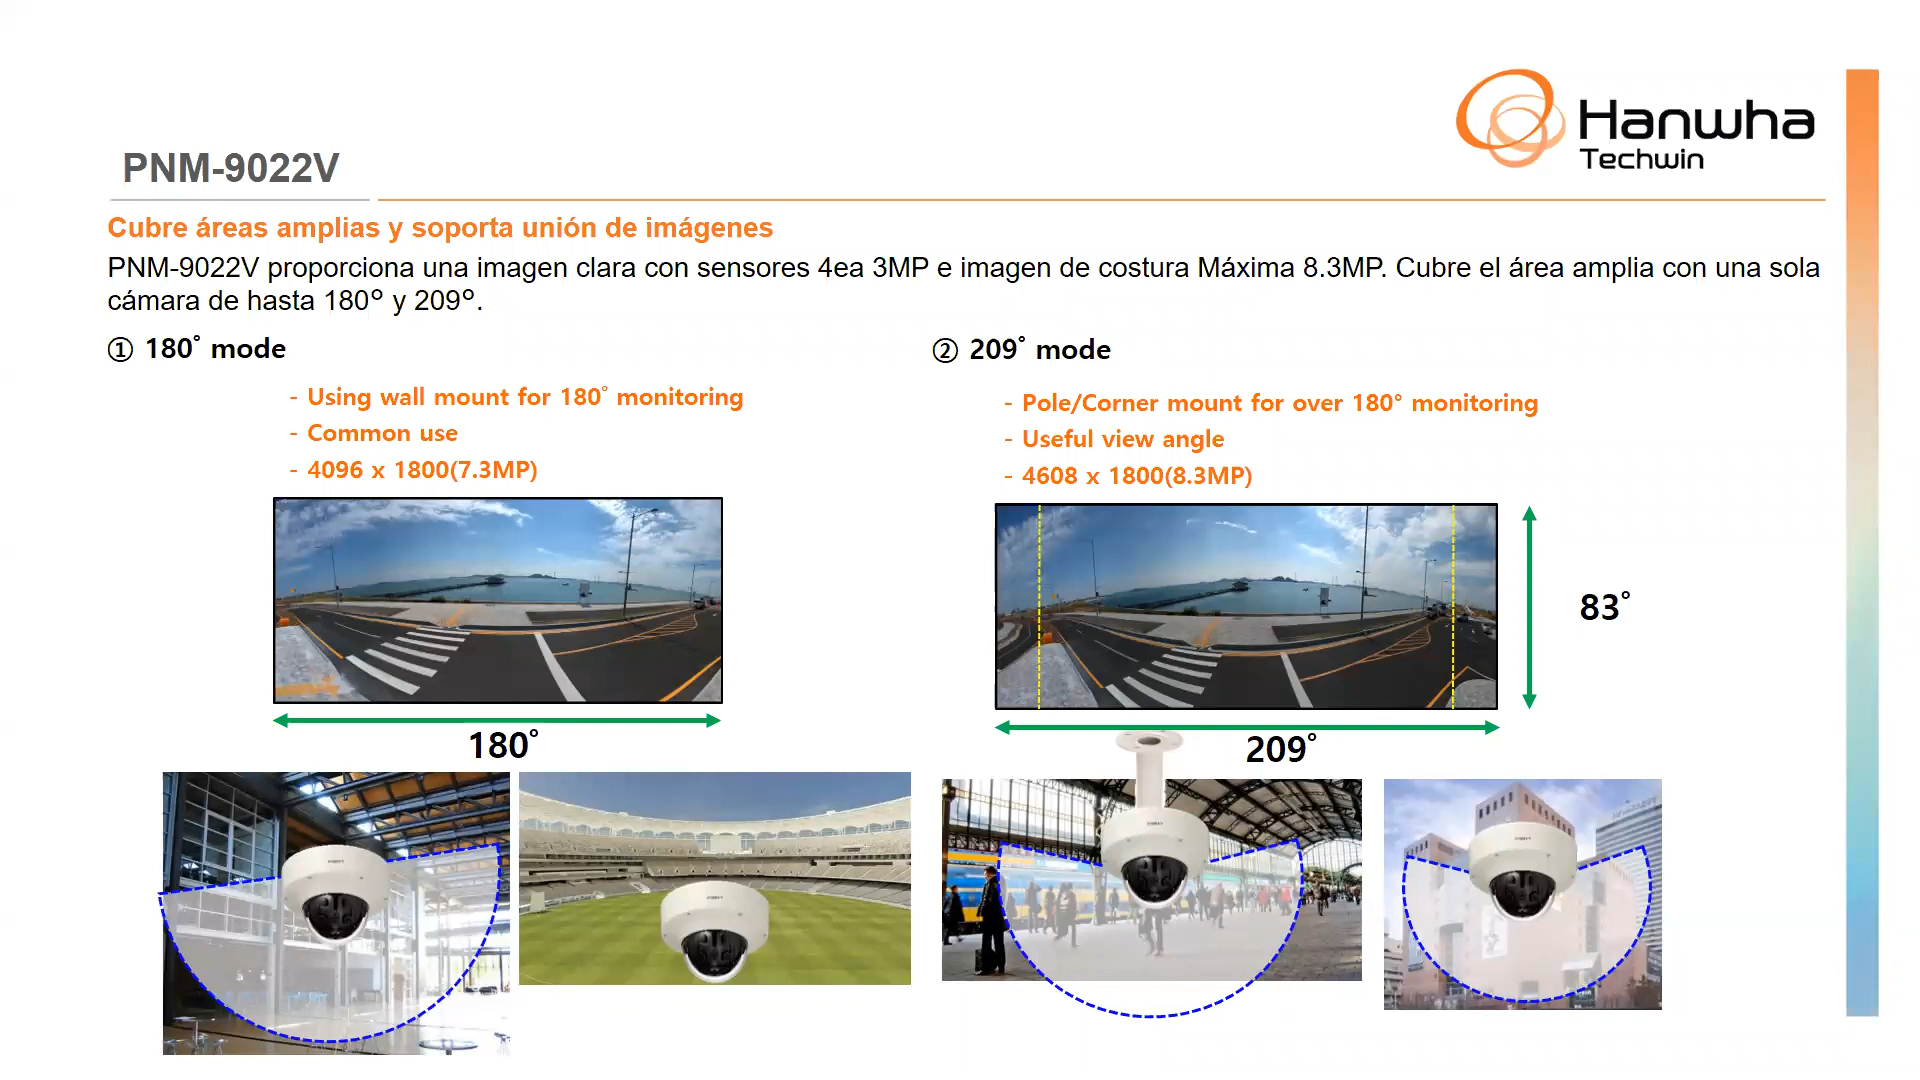 Hanwha
Techwin
PNM-9022V
Cubre áreas amplias y soporta unión de imágenes
PNM-9022V proporciona una imagen clara con sensores 4ea 3MP e imagen de costura Máxima 8.3MP. Cubre el área amplia con una sola
cámara de hasta 180º y 209º.
① 180˚ mode
- Using wall mount for 180˚ monitoring
- Common use
- 4096 x 1800(7.3MP)
180˚
② 209˚ mode
- Pole/Corner mount for over 180° monitoring
- Useful view angle
- 4608 x 1800(8.3MP)
83˚
209˚